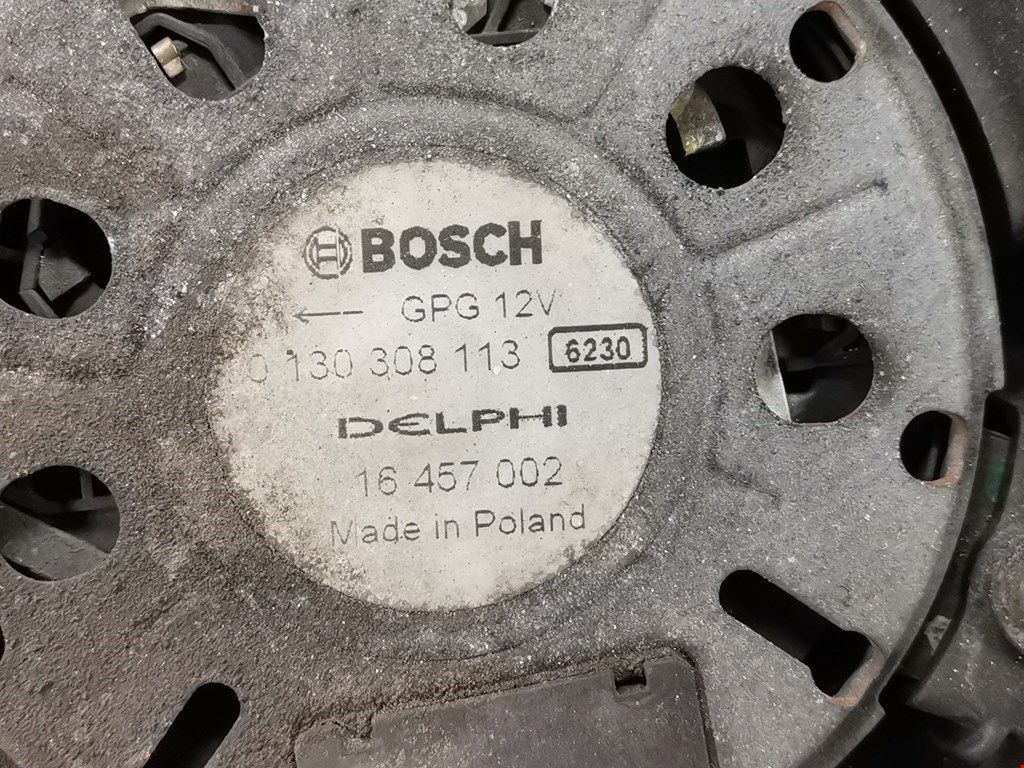 BOSCH
GPG 12V
0 130 308 113 6230
DELPHI
16 457 002
Made in Poland